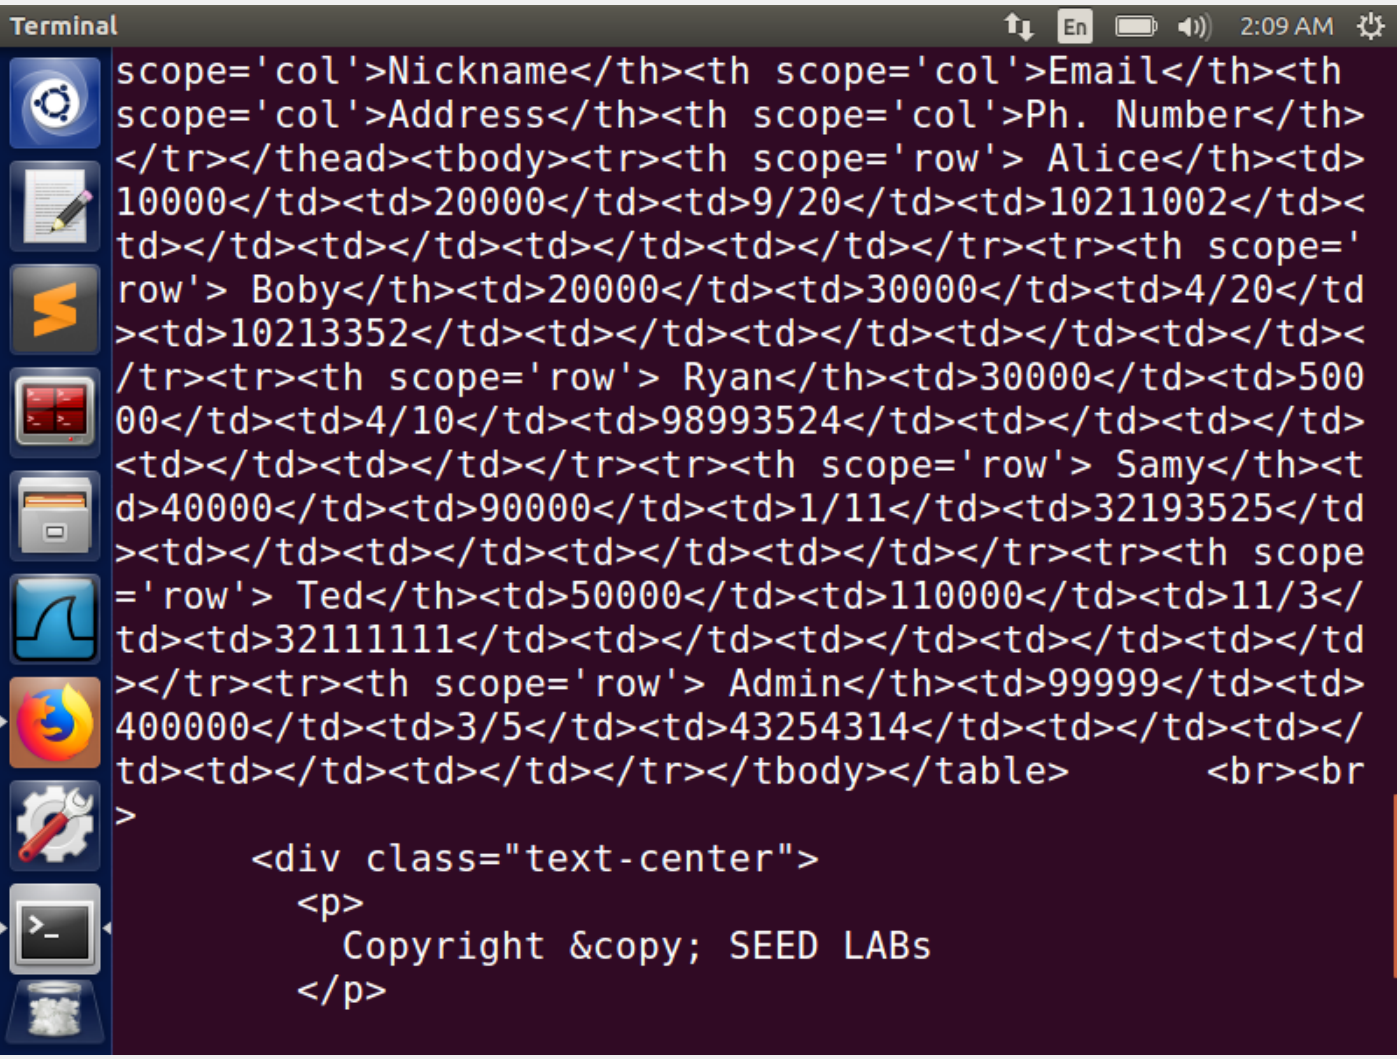 Terminal En 2:09 AM
scope='col'>Nickname</th><th scope='col'>Email</th><th
scope='col'>Address</th><th scope='col'>Ph. Number</th>
</tr></thead><tbody><tr><th scope='row'> Alice</th><td>
10000</td><td>20000</td><td>9/20</td><td>10211002</td><
td></td><td></td><td></td><td></td></tr><tr><th scope='
row'> Boby</th><td>20000</td><td>30000</td><td>4/20</td
><td>10213352</td><td></td><td></td><td></td><td></td><
/tr><tr><th scope='row'> Ryan</th><td>30000</td><td>500
00</td><td>4/10</td><td>98993524</td><td></td><td></td>
<td></td><td></td></tr><tr><th scope='row'> Samy</th><t
d>40000</td><td>90000</td><td>1/11</td><td>32193525</td
><td></td><td></td><td></td><td></td></tr><tr><th scope
='row'> Ted</th><td>50000</td><td>110000</td><td>11/3</
td><td>32111111</td><td></td><td></td><td></td><td></td
></tr><tr><th scope='row'> Admin</th><td>99999</td><td>
400000</td><td>3/5</td><td>43254314</td><td></td><td></
td><td></td><td></td></tr></tbody></table>      <br><br
>
      <div class="text-center">
        <p>
          Copyright &copy; SEED LABs
        </p>